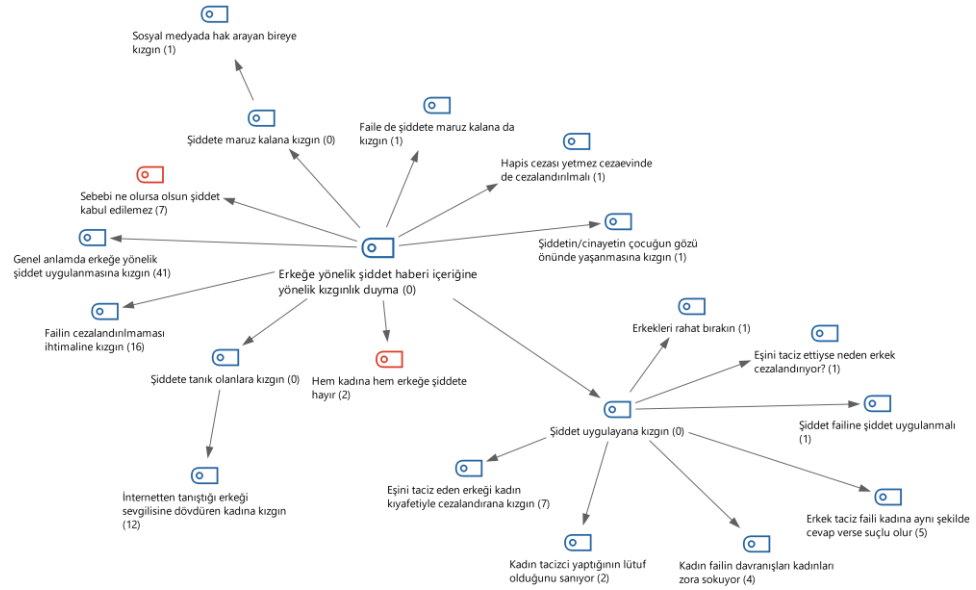 Sosyal medyada hak arayan bireye
kızgın (1)
Şiddete maruz kalana kızgın (0)
Faile de şiddete maruz kalana da
kızgın (1)
Hapis cezası yetmez cezaevinde
de cezalandırılmalı (1)
Sebebi ne olursa olsun şiddet
kabul edilemez (7)
Şiddetin/cinayetin çocuğun gözü
önünde yaşanmasına kızgın (1)
Genel anlamda erkeğe yönelik
şiddet uygulanmasına kızgın (41)
Erkeğe yönelik şiddet haberi içeriğine
yönelik kızgınlık duyma (0)
Failin cezalandırılmaması
ihtimaline kızgın (16)
Erkekleri rahat bırakın (1)
Eşini taciz ettiyse neden erkek
cezalandırıyor? (1)
Şiddete tanık olanlara kızgın (0)
Hem kadına hem erkeğe şiddete
hayır (2)
Şiddet failine şiddet uygulanmalı
(1)
Şiddet uygulayana kızgın (0)
İnternetten tanıştığı erkeği
sevgilisine dövdüren kadına kızgın
(12)
Eşini taciz eden erkeği kadın
kıyafetiyle cezalandırana kızgın (7)
Erkek taciz faili kadına aynı şekilde
cevap verse suçlu olur (5)
Kadın tacizci yaptığının lütuf
olduğunu sanıyor (2)
Kadın failin davranışları kadınları
zora sokuyor (4)